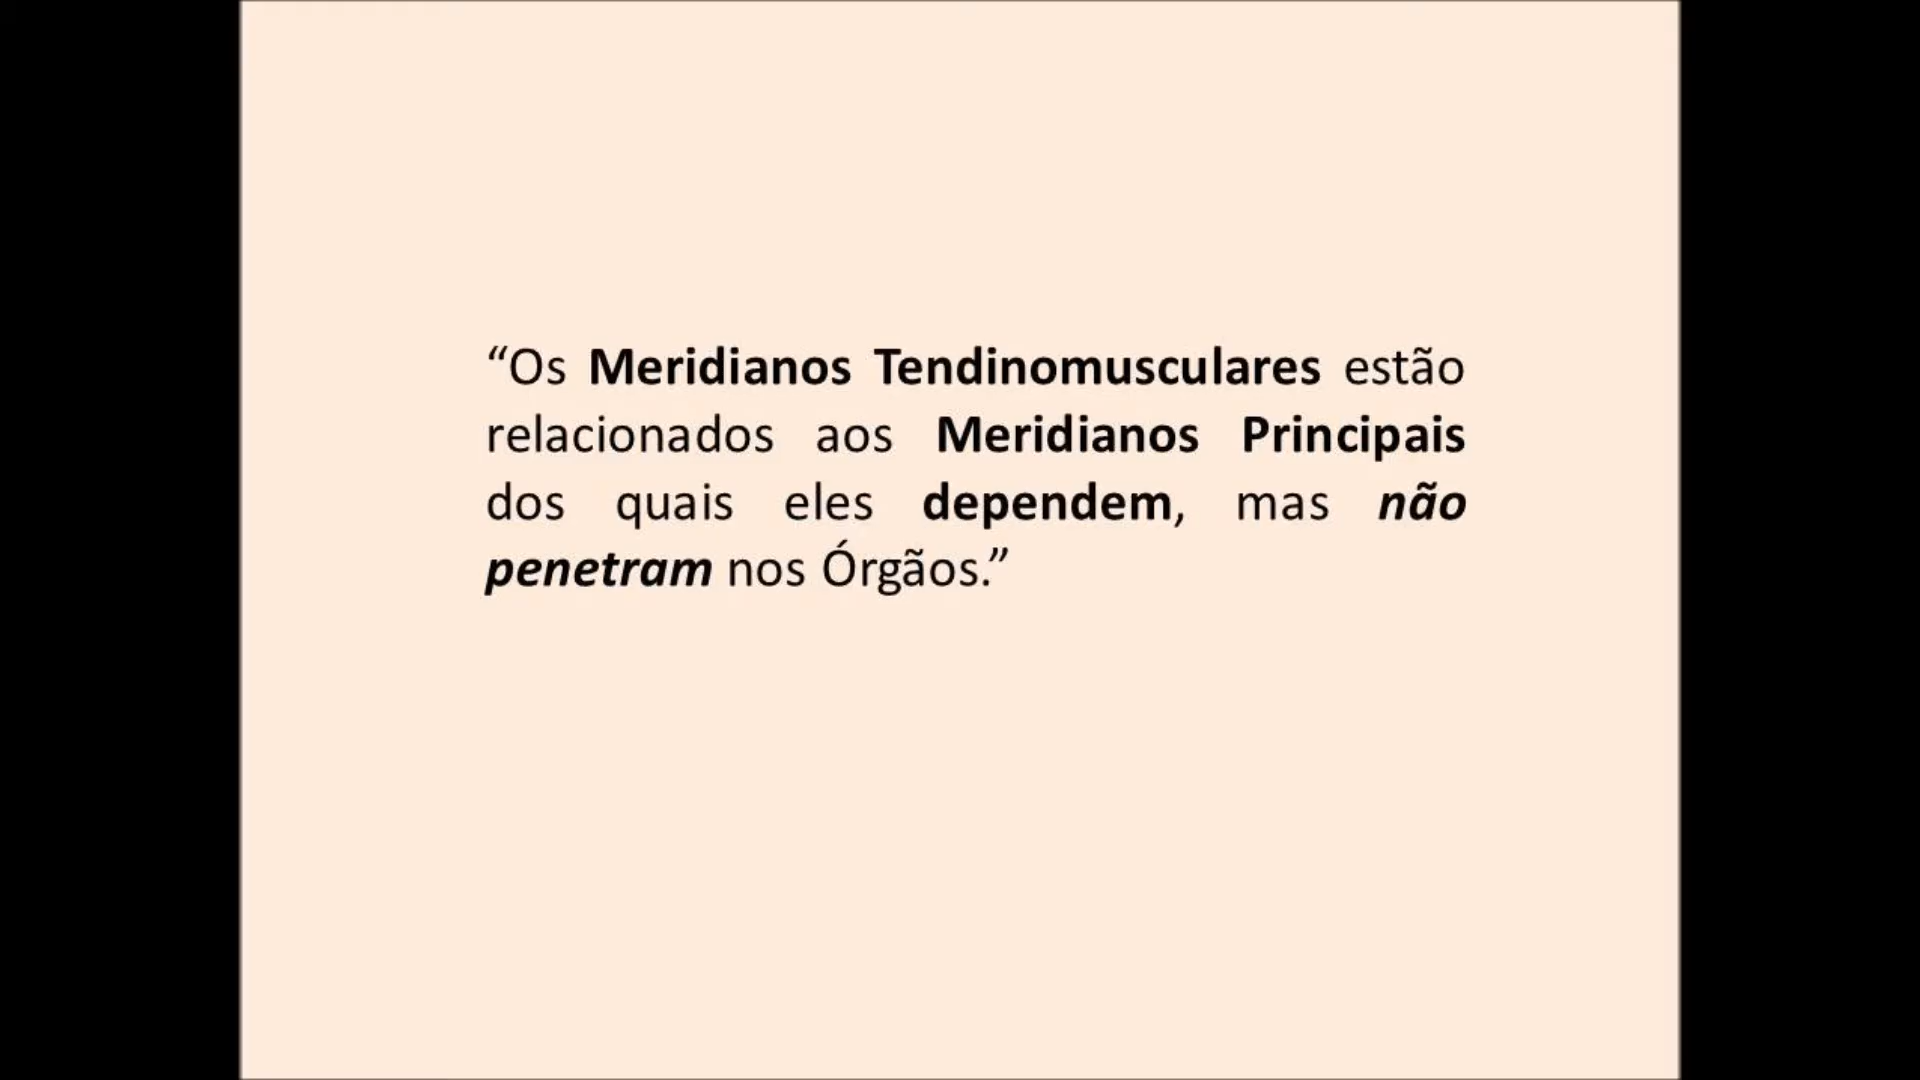 “Os Meridianos Tendinomusculares estão
relacionados aos Meridianos Principais
dos quais eles dependem, mas não
penetram nos Órgãos.”